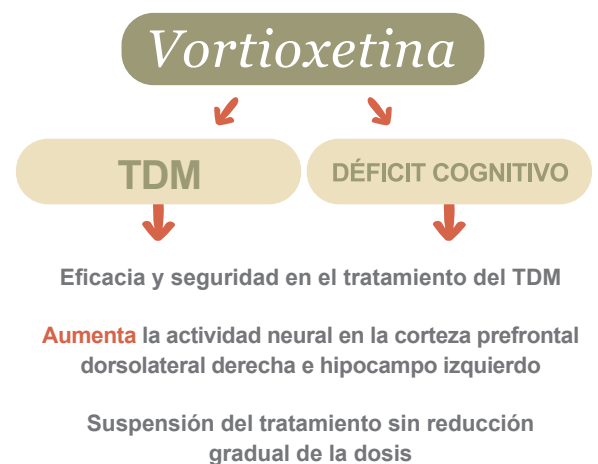 Vortioxetina
TDM
DÉFICIT COGNITIVO
Eficacia y seguridad en el tratamiento del TDM
Aumenta la actividad neural en la corteza prefrontal
dorsolateral derecha e hipocampo izquierdo
Suspensión del tratamiento sin reducción
gradual de la dosis